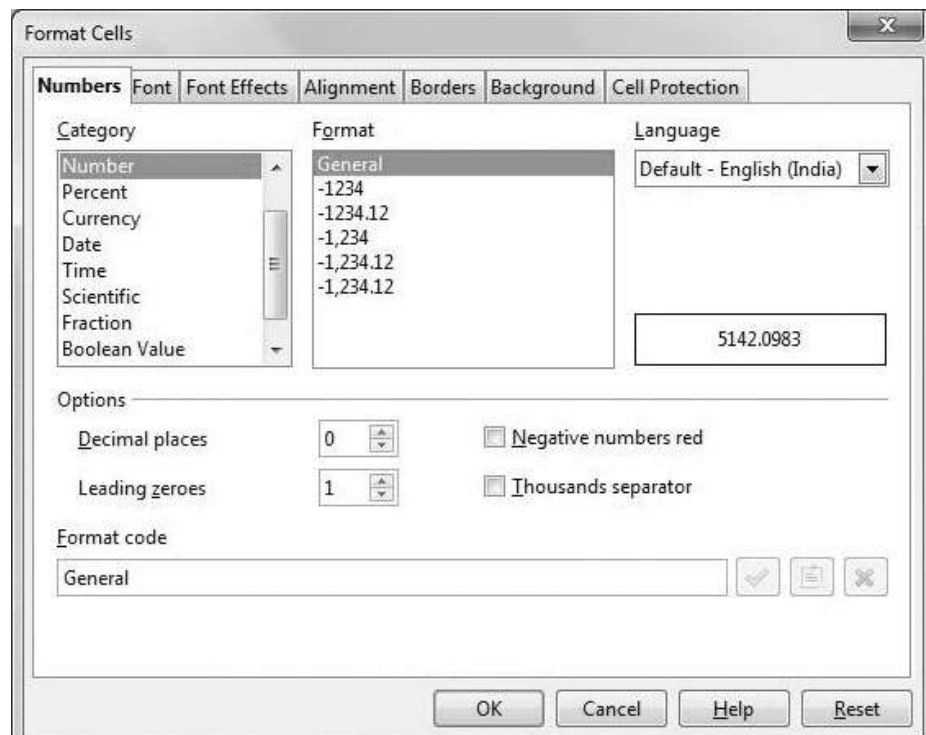 Format Cells
Numbers Font Font Effects Alignment Borders Background Cell Protection
Category
Number
Percent
Currency
Date
Time
Scientific
Fraction
Boolean Value
Format
General
-1234
-1234.12
-1,234
-1,234.12
-1,234.12
Language
Default - English (India)
5142.0983
Options
Decimal places 0
Negative numbers red
Leading zeroes 1
Thousands separator
Format code
General
OK Cancel Help Reset